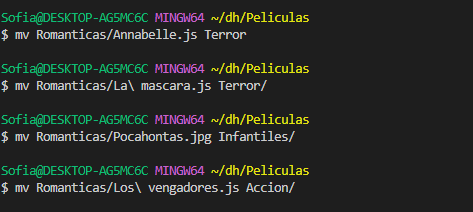 Sofia@DESKTOP-AG5MC6C MINGW64 ~/dh/Peliculas
$ mv Romanticas/Annabelle.js Terror
Sofia@DESKTOP-AG5MC6C MINGW64 ~/dh/Peliculas
$ mv Romanticas/La\ mascara.js Terror/
Sofia@DESKTOP-AG5MC6C MINGW64 ~/dh/Peliculas
$ mv Romanticas/Pocahontas.jpg Infantiles/
Sofia@DESKTOP-AG5MC6C MINGW64 ~/dh/Peliculas
$ mv Romanticas/Los\ vengadores.js Accion/